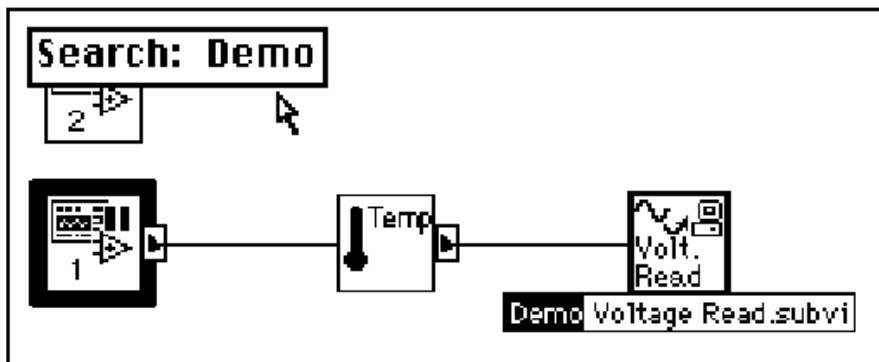 Search: Demo
2
1
Temp
Volt.
Read
Demo Voltage Read.subvi